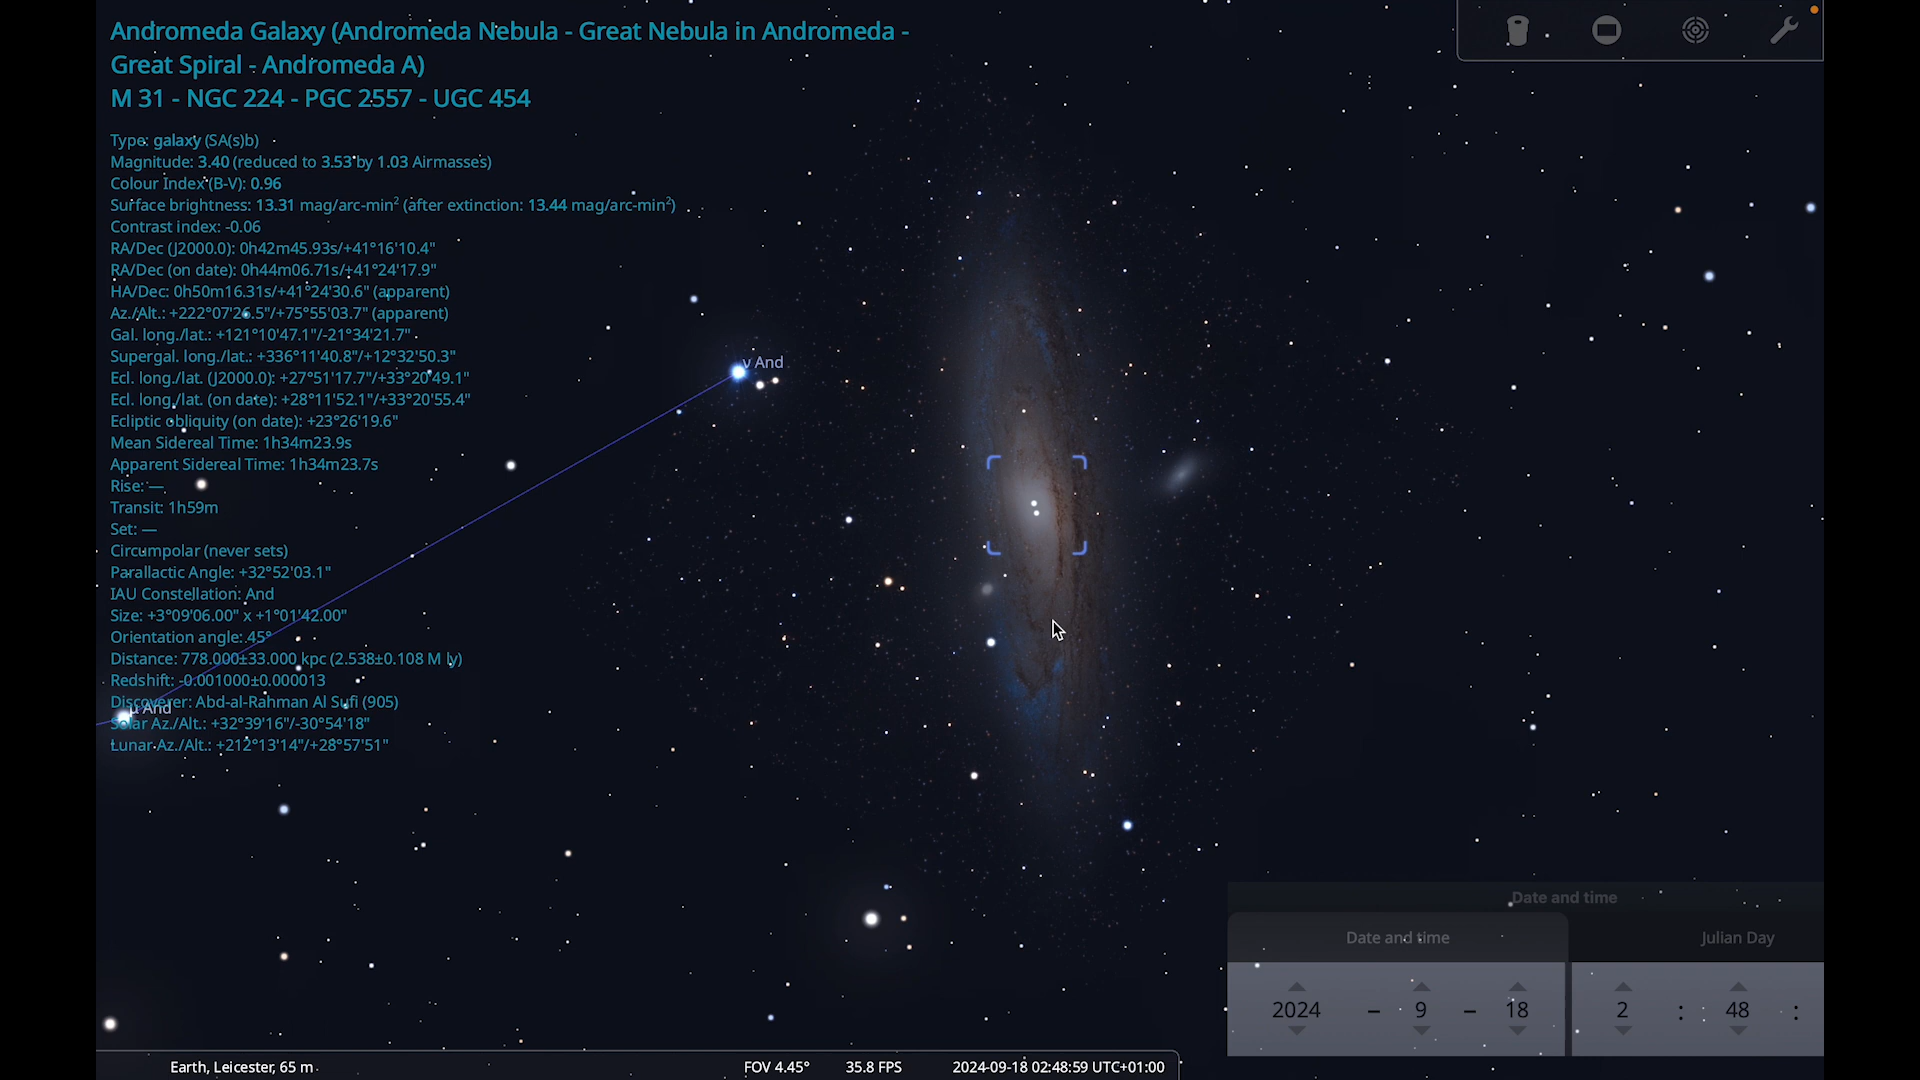 Andromeda Galaxy (Andromeda Nebula - Great Nebula in Andromeda -
Great Spiral - Andromeda A)
M 31 - NGC 224 - PGC 2557 - UGC 454
Type: galaxy (SA(s)b)
Magnitude: 3.40 (reduced to 3.53 by 1.03 Airmasses)
Colour Index (B-V): 0.96
Surface brightness: 13.31 mag/arc-min² (after extinction: 13.44 mag/arc-min²)
Contrast index: -0.06
RA/Dec (J2000.0): 0h42m45.93s/+41°16'10.4"
RA/Dec (on date): 0h44m06.71s/+41°24'17.9"
HA/Dec: 0h50m16.31s/+41°24'30.6" (apparent)
Az./Alt.: +222°07'26.5"/+75°55'03.7" (apparent)
Gal. long./lat.: +121°10'47.1"/-21°34'21.7"
Supergal. long./lat.: +336°11'40.8"/+12°32'50.3"
Ecl. long./lat. (J2000.0): +27°51'17.7"/+33°20'49.1"
Ecl. long./lat. (on date): +28°11'52.1"/+33°20'55.4"
Ecliptic obliquity (on date): +23°26'19.6"
Mean Sidereal Time: 1h34m23.9s
Apparent Sidereal Time: 1h34m23.7s
Rise: —
Transit: 1h59m
Set: —
Circumpolar (never sets)
Parallactic Angle: +32°52'03.1"
IAU Constellation: And
Size: +3°09'06.00" x +1°01'42.00"
Orientation angle: 45°
Distance: 778.000±33.000 kpc (2.538±0.108 M ly)
Redshift: -0.001000±0.000013
Discoverer: Abd-al-Rahman Al Sufi (905)
Solar Az./Alt.: +32°39'16"/-30°54'18"
Lunar Az./Alt.: +212°13'14"/+28°57'51"
ν And
μ And
Date and time
Date and time Julian Day
2024 – 9 – 18 2 : 48 :
Earth, Leicester, 65 m FOV 4.45° 35.8 FPS 2024-09-18 02:48:59 UTC+01:00